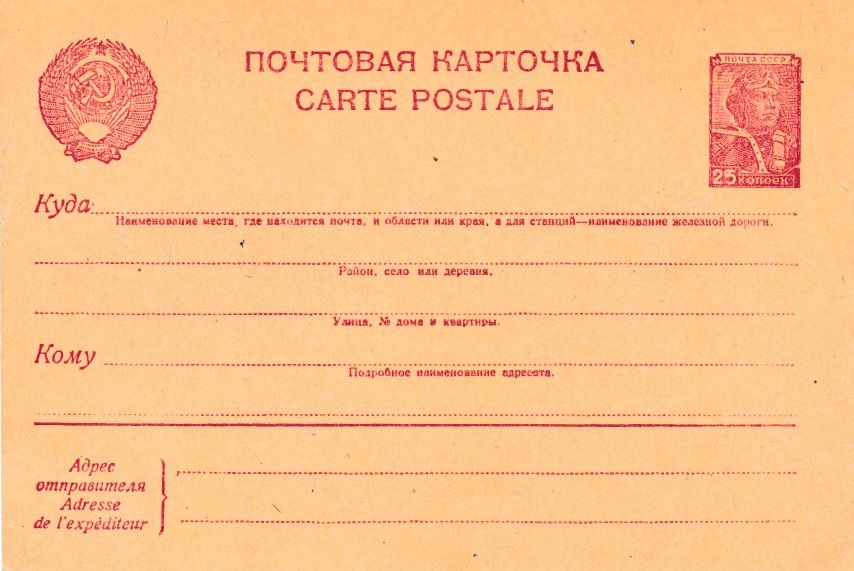 ПОЧТОВАЯ КАРТОЧКА
CARTE POSTALE
ПОЧТА СССР
25 КОПЕЕК
Куда
Наименование места, где находится почта, и области или края, а для станций—наименование железной дороги.
Район, село или деревня.
Улица, № дома и квартиры.
Кому
Подробное наименование адресата.
Адрес
отправителя
Adresse
de l'expéditeur